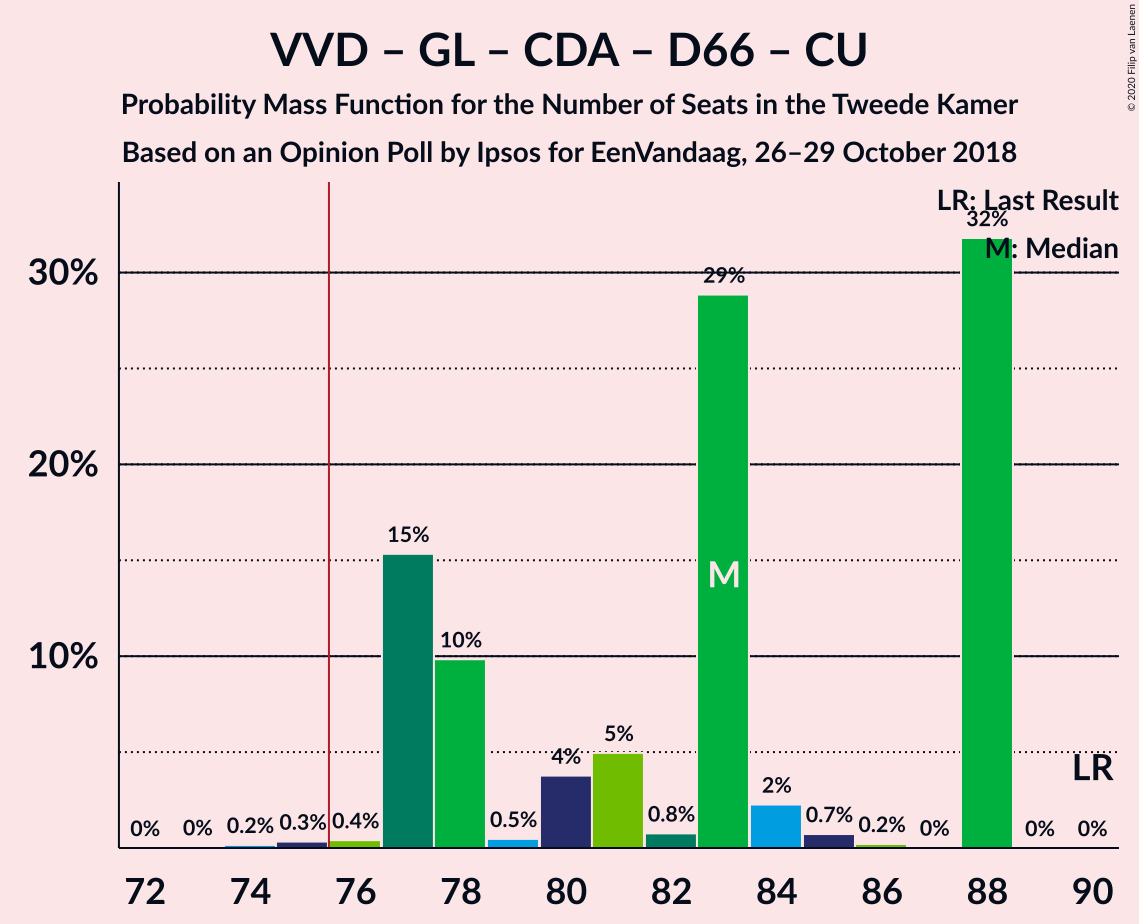 VVD – GL – CDA – D66 – CU
Probability Mass Function for the Number of Seats in the Tweede Kamer
Based on an Opinion Poll by Ipsos for EenVandaag, 26–29 October 2018
© 2020 Filip van Laenen
LR: Last Result
M: Median
30%
20%
10%
0% 0% 0.2% 0.3% 0.4% 15% 10% 0.5% 4% 5% 0.8% 29% 2% 0.7% 0.2% 0% 32% 0% 0%
M
LR
72 74 76 78 80 82 84 86 88 90